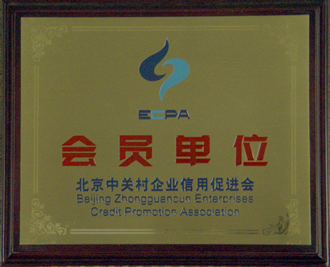 ECPA
会员单位
北京中关村企业信用促进会
Beijing Zhongguancun Enterprises
Credit Promotion Association